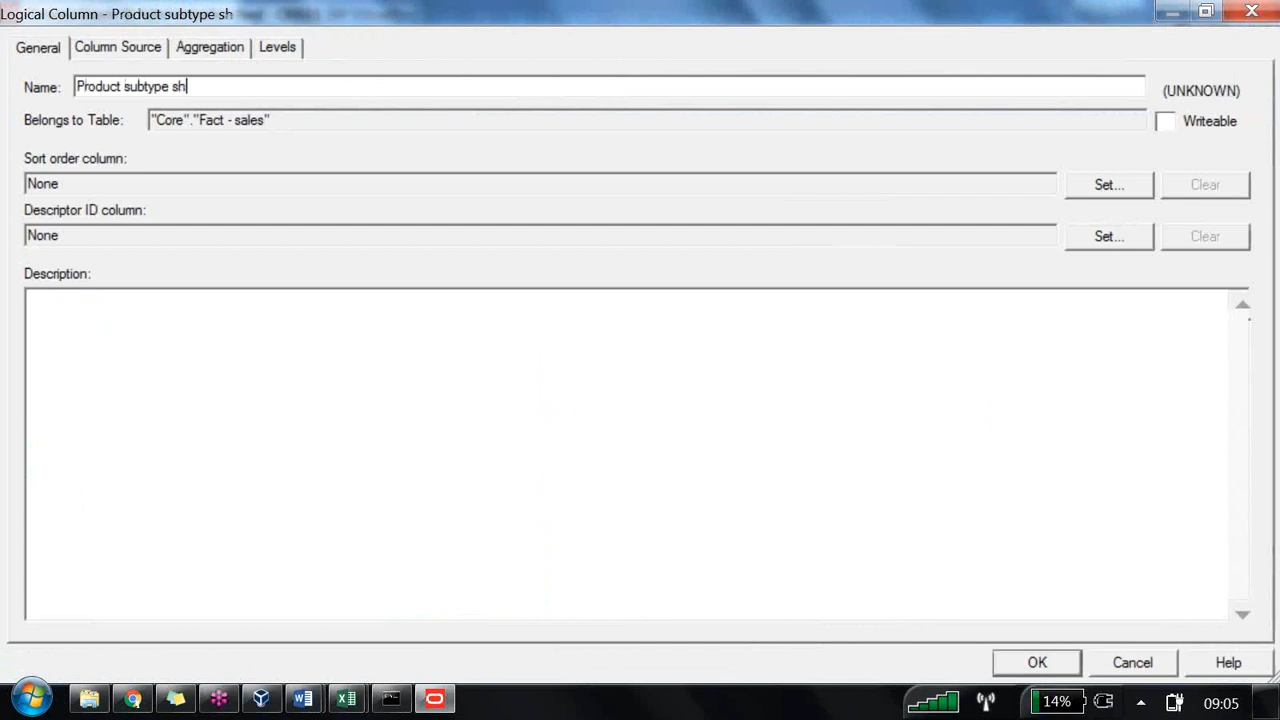 Logical Column - Product subtype sh
General Column Source Aggregation Levels
Name: Product subtype sh (UNKNOWN)
Belongs to Table: "Core"."Fact - sales" Writeable
Sort order column:
None Set... Clear
Descriptor ID column:
None Set... Clear
Description:
OK Cancel Help
14% 09:05